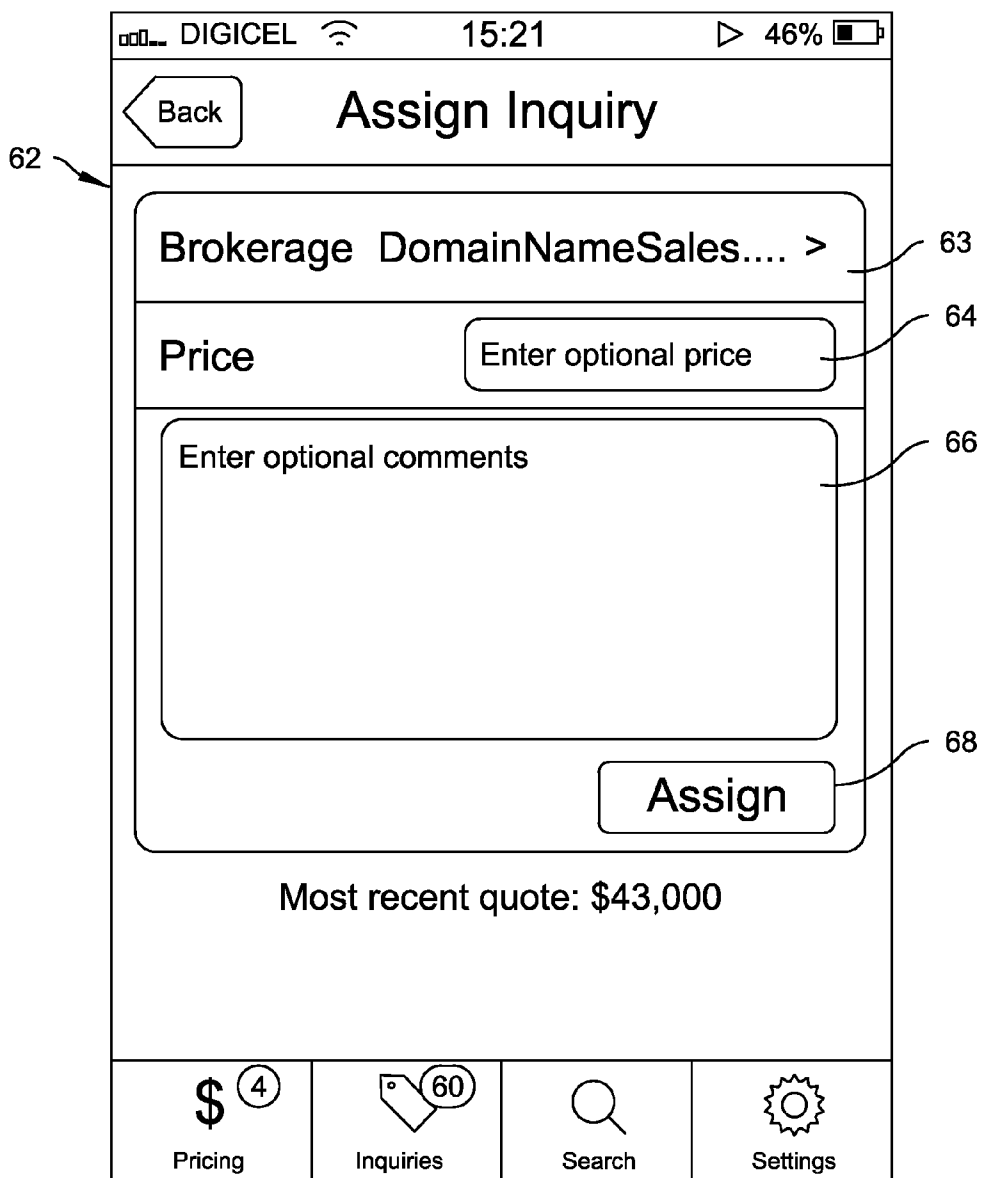 DIGICEL 15:21 46%
Back Assign Inquiry
62
Brokerage DomainNameSales.... > 63
64
Price Enter optional price
Enter optional comments 66
68
Assign
Most recent quote: $43,000
$ 4 60
Pricing Inquiries Search Settings